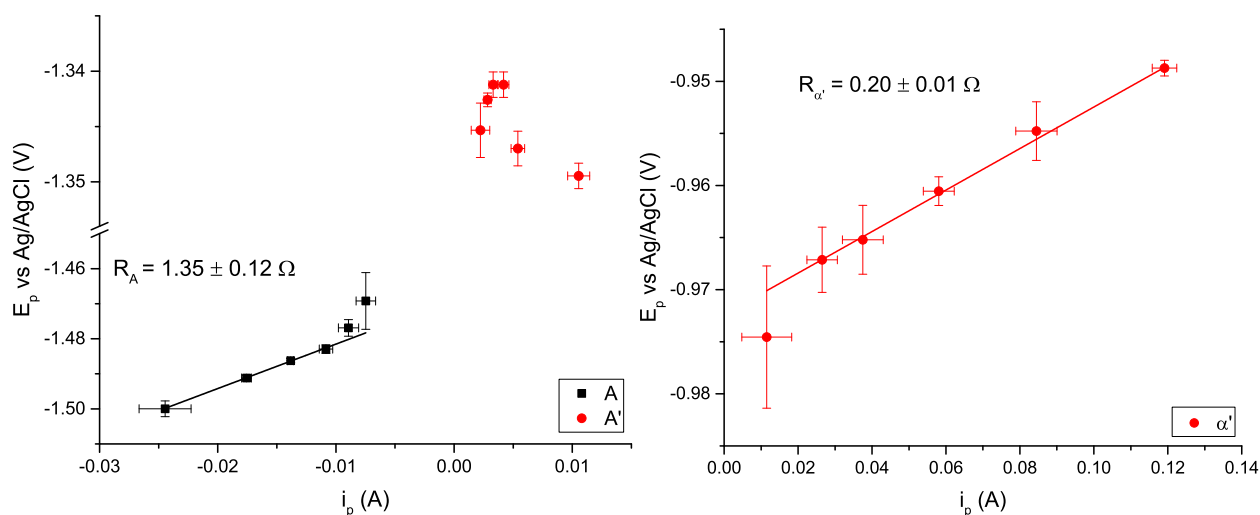 -1.34
-1.35
-1.46
-1.48
-1.50
E_p vs Ag/AgCl (V)
R_A = 1.35 ± 0.12 Ω
A
A'
-0.03
-0.02
-0.01
0.00
0.01
i_p (A)
-0.95
-0.96
-0.97
-0.98
E_p vs Ag/AgCl (V)
R_α' = 0.20 ± 0.01 Ω
α'
0.00
0.02
0.04
0.06
0.08
0.10
0.12
0.14
i_p (A)